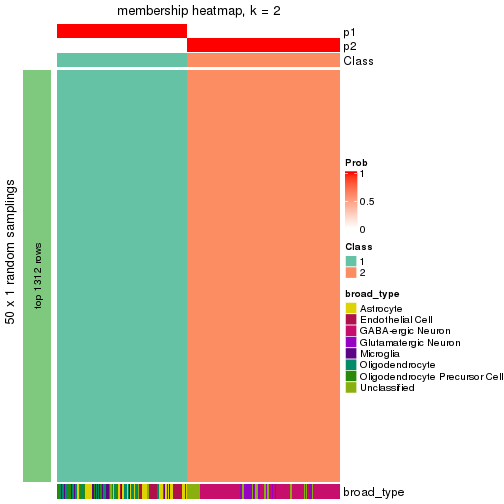 membership heatmap, k = 2
p1
p2
Class
50 x 1 random samplings
top 1312 rows
Prob
1
0.5
0
Class
1
2
broad_type
Astrocyte
Endothelial Cell
GABA-ergic Neuron
Glutamatergic Neuron
Microglia
Oligodendrocyte
Oligodendrocyte Precursor Cell
Unclassified
broad_type